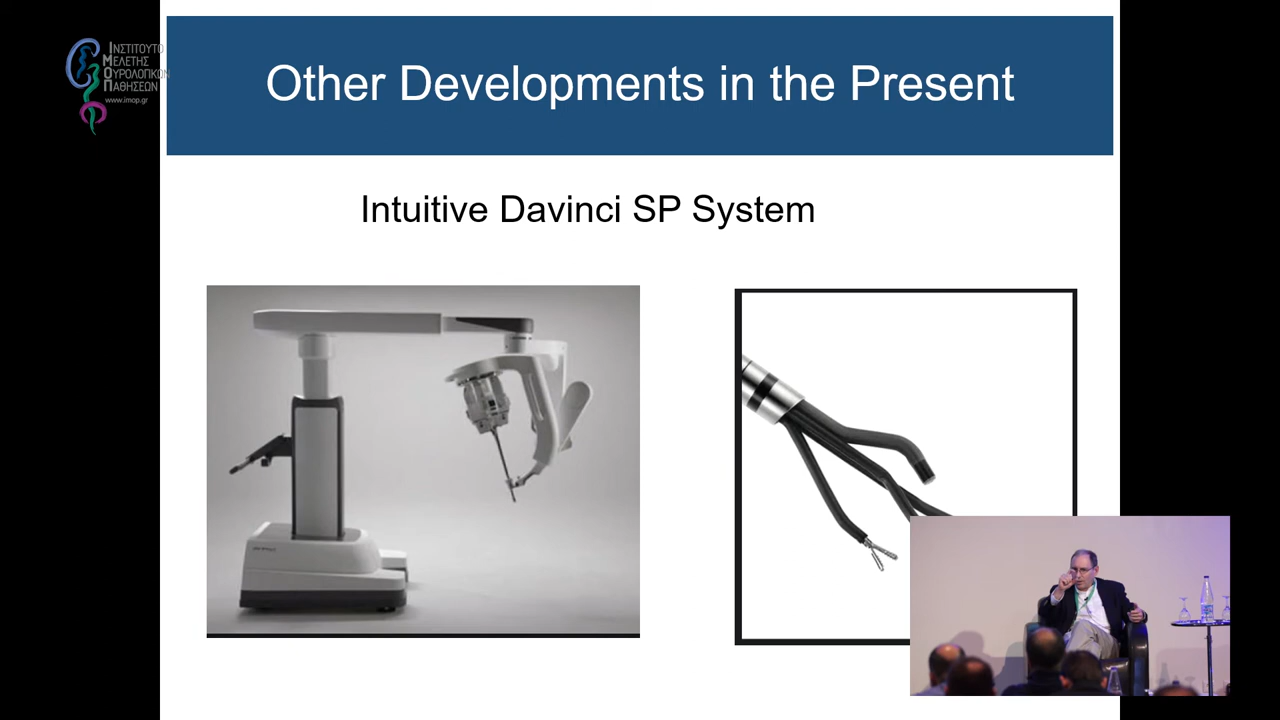 ΙΝΣΤΙΤΟΥΤΟ
ΜΕΛΕΤΗΣ
ΟΥΡΟΛΟΓΙΚΩΝ
ΠΑΘΗΣΕΩΝ
www.imop.gr
Other Developments in the Present
Intuitive Davinci SP System